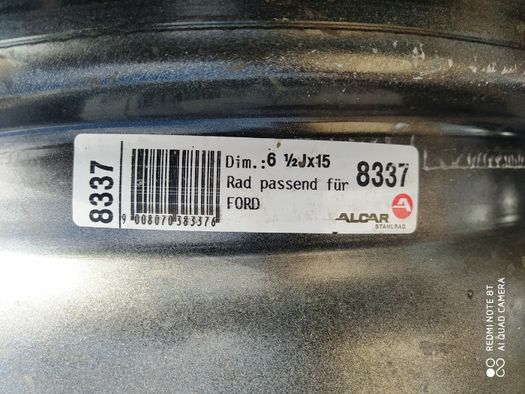 8337
9 008070 383376
Dim.:6 ½Jx15
Rad passend für 8337
FORD
ALCAR
STAHLRAD
REDMI NOTE 8T
AI QUAD CAMERA